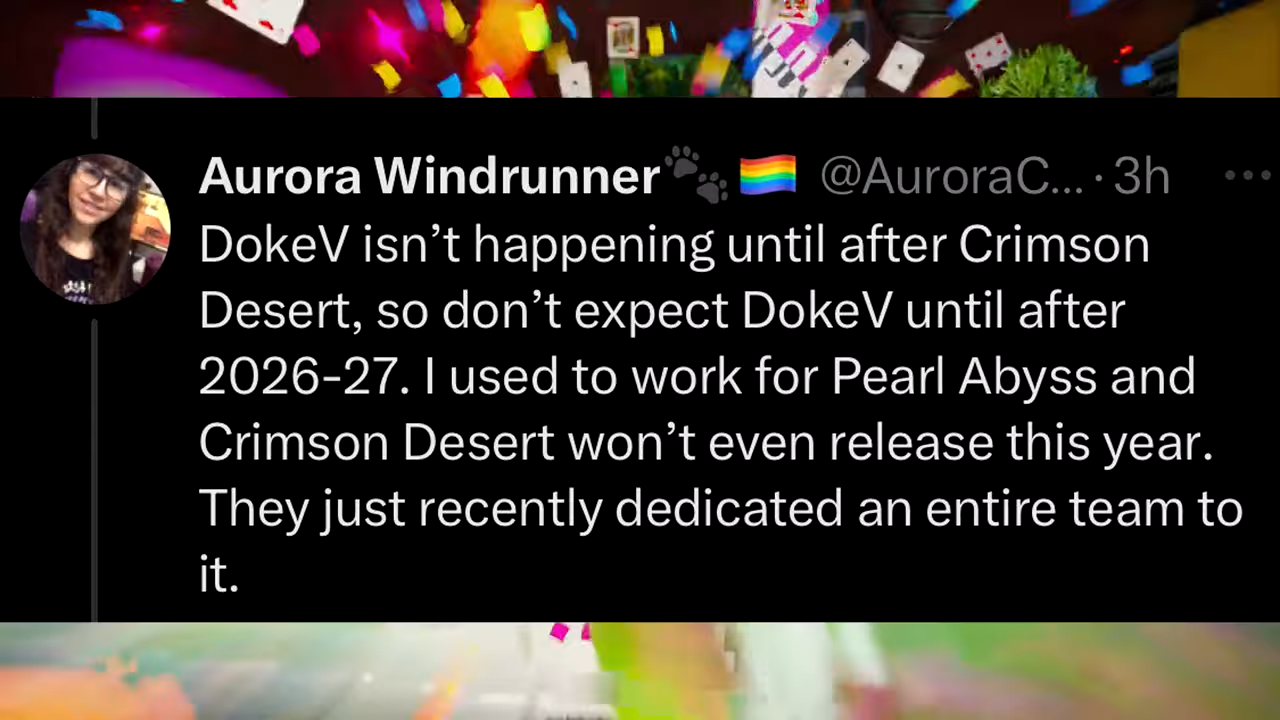 Aurora Windrunner🐾 🏳️‍🌈 @AuroraC... · 3h
DokeV isn’t happening until after Crimson
Desert, so don’t expect DokeV until after
2026-27. I used to work for Pearl Abyss and
Crimson Desert won’t even release this year.
They just recently dedicated an entire team to
it.